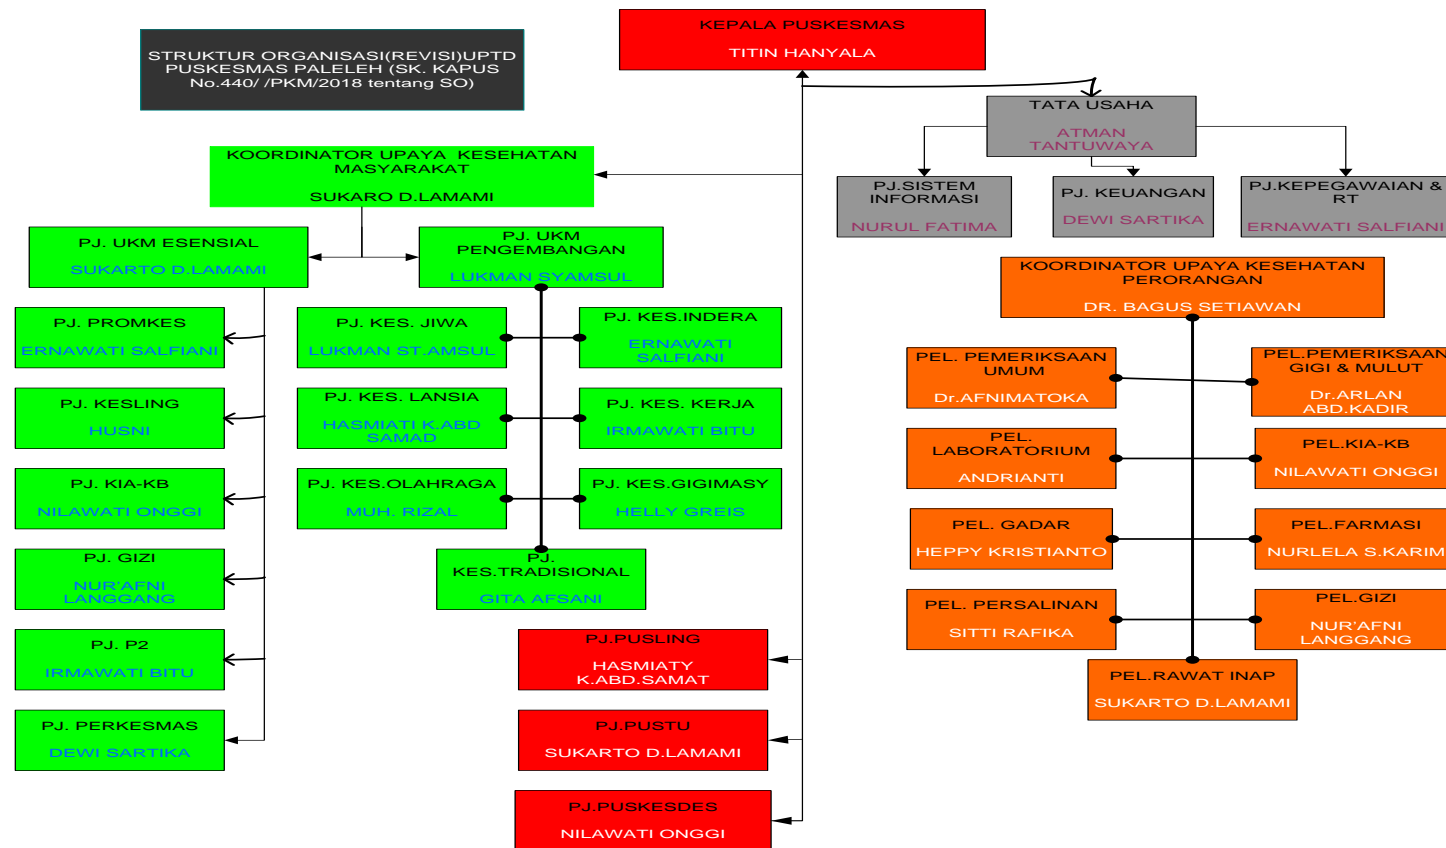 KEPALA PUSKESMAS
TITIN HANYALA
STRUKTUR ORGANISASI(REVISI)UPTD
PUSKESMAS PALELEH (SK. KAPUS
No.440/ /PKM/2018 tentang SO)
TATA USAHA
ATMAN
TANTUWAYA
PJ.SISTEM
INFORMASI
NURUL FATIMA
PJ. KEUANGAN
DEWI SARTIKA
PJ.KEPEGAWAIAN &
RT
ERNAWATI SALFIANI
KOORDINATOR UPAYA KESEHATAN
MASYARAKAT
SUKARO D.LAMAMI
PJ. UKM ESENSIAL
SUKARTO D.LAMAMI
PJ. UKM
PENGEMBANGAN
LUKMAN SYAMSUL
PJ. PROMKES
ERNAWATI SALFIANI
PJ. KESLING
HUSNI
PJ. KIA-KB
NILAWATI ONGGI
PJ. GIZI
NUR'AFNI
LANGGANG
PJ. P2
IRMAWATI BITU
PJ. PERKESMAS
DEWI SARTIKA
PJ. KES. JIWA
LUKMAN ST.AMSUL
PJ. KES.INDERA
ERNAWATI
SALFIANI
PJ. KES. LANSIA
HASMIATI K.ABD
SAMAD
PJ. KES. KERJA
IRMAWATI BITU
PJ. KES.OLAHRAGA
MUH. RIZAL
PJ. KES.GIGIMASY
HELLY GREIS
PJ.
KES.TRADISIONAL
GITA AFSANI
PJ.PUSLING
HASMIATY
K.ABD.SAMAT
PJ.PUSTU
SUKARTO D.LAMAMI
PJ.PUSKESDES
NILAWATI ONGGI
KOORDINATOR UPAYA KESEHATAN
PERORANGAN
DR. BAGUS SETIAWAN
PEL. PEMERIKSAAN
UMUM
Dr.AFNIMATOKA
PEL.PEMERIKSAAN
GIGI & MULUT
Dr.ARLAN
ABD.KADIR
PEL.
LABORATORIUM
ANDRIANTI
PEL.KIA-KB
NILAWATI ONGGI
PEL. GADAR
HEPPY KRISTIANTO
PEL.FARMASI
NURLELA S.KARIM
PEL. PERSALINAN
SITTI RAFIKA
PEL.GIZI
NUR'AFNI
LANGGANG
PEL.RAWAT INAP
SUKARTO D.LAMAMI